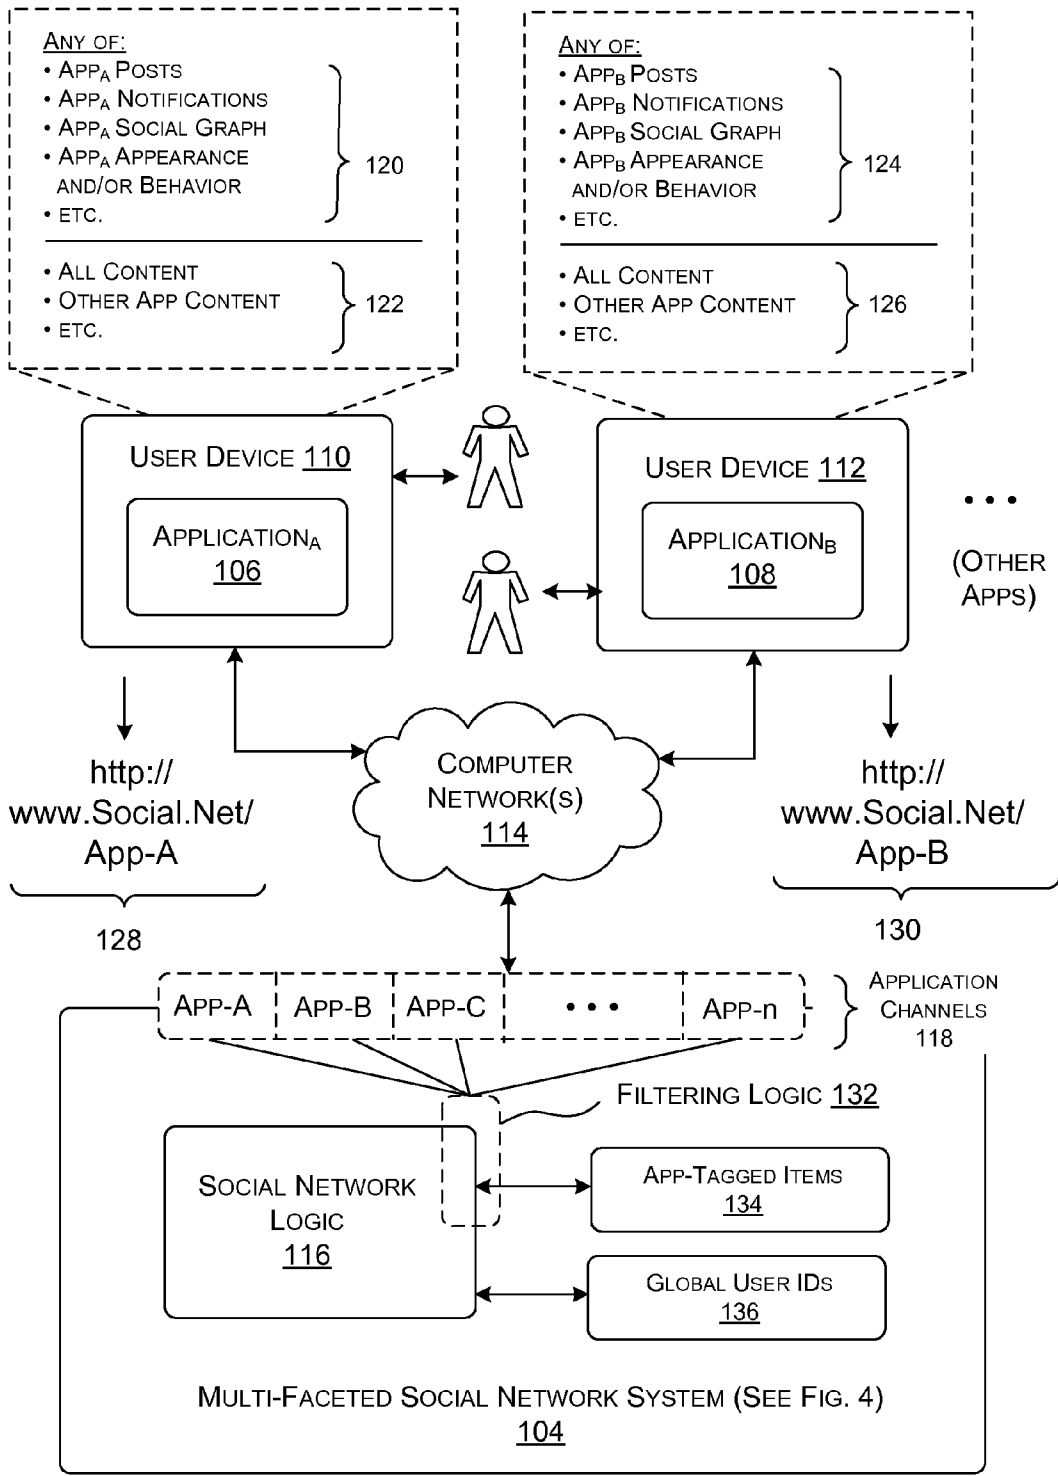 ANY OF:
• APPA POSTS
• APPA NOTIFICATIONS
• APPA SOCIAL GRAPH
• APPA APPEARANCE
AND/OR BEHAVIOR
• ETC.
120
• ALL CONTENT
• OTHER APP CONTENT
• ETC.
122
ANY OF:
• APPB POSTS
• APPB NOTIFICATIONS
• APPB SOCIAL GRAPH
• APPB APPEARANCE
AND/OR BEHAVIOR
• ETC.
124
• ALL CONTENT
• OTHER APP CONTENT
• ETC.
126
USER DEVICE 110
APPLICATIONA
106
USER DEVICE 112
APPLICATIONB
108
• • •
(OTHER
APPS)
http://
www.Social.Net/
App-A
128
COMPUTER
NETWORK(S)
114
http://
www.Social.Net/
App-B
130
APP-A
APP-B
APP-C
• • •
APP-n
APPLICATION
CHANNELS
118
FILTERING LOGIC 132
SOCIAL NETWORK
LOGIC
116
APP-TAGGED ITEMS
134
GLOBAL USER IDS
136
MULTI-FACETED SOCIAL NETWORK SYSTEM (SEE FIG. 4)
104